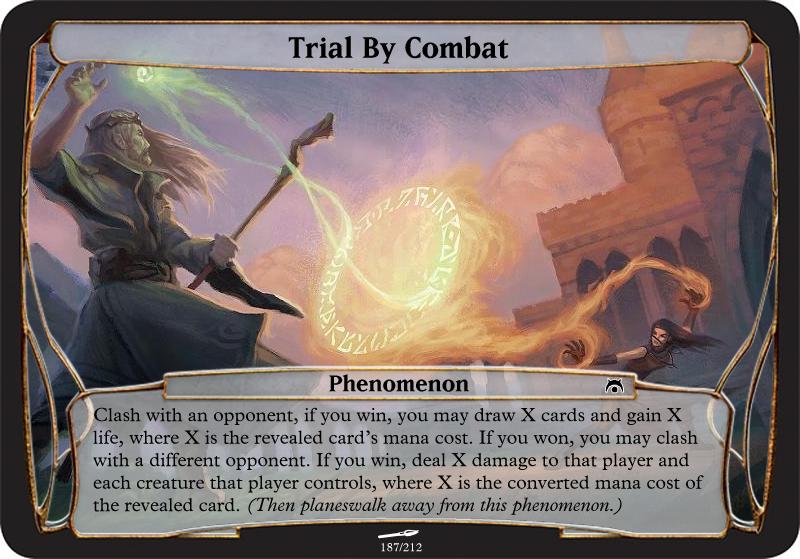 Trial By Combat
Phenomenon
Clash with an opponent, if you win, you may draw X cards and gain X
life, where X is the revealed card's mana cost. If you won, you may clash
with a different opponent. If you win, deal X damage to that player and
each creature that player controls, where X is the converted mana cost of
the revealed card. (Then planeswalk away from this phenomenon.)
187/212